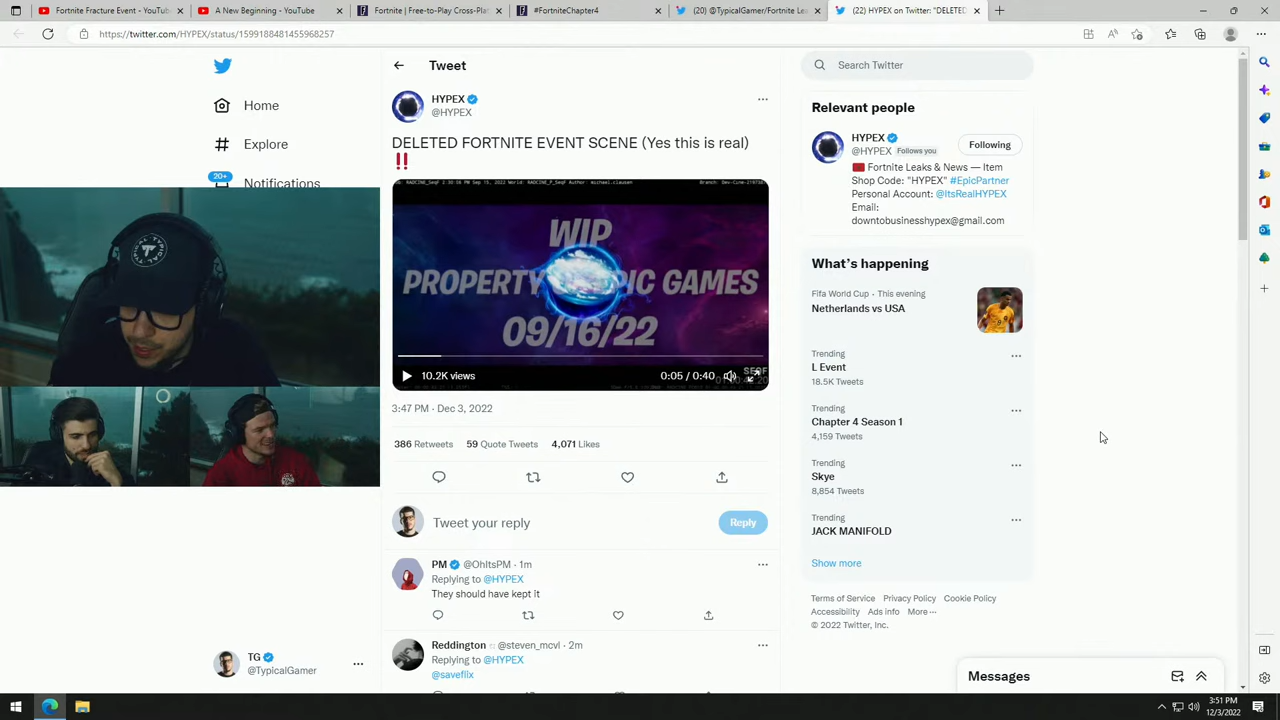 Fortnite Fracture Event - YouTube
A New Beginning - YouTube
Fortnite | Free-to-Play Cross-Pla
#FortniteChapter4
(20) @TypicalGamer/Fortnite Lea
HYPEX on Twitter: "DELETED
https://twitter.com/HYPEX/status/1599188481455968257
Home
Explore
20+
Notifications
TG
@TypicalGamer
Tweet
HYPEX
@HYPEX
DELETED FORTNITE EVENT SCENE (Yes this is real)
‼️
WIP
PROPERTY PIC GAMES
09/16/22
10.2K views
0:05 / 0:40
3:47 PM · Dec 3, 2022
386 Retweets 59 Quote Tweets 4,071 Likes
Tweet your reply
Reply
PM @OhItsPM · 1m
Replying to @HYPEX
They should have kept it
Reddington @steven_mcvl · 2m
Replying to @HYPEX
@saveflix
Search Twitter
Relevant people
HYPEX
@HYPEX Follows you
Following
Fortnite Leaks & News — Item
Shop Code: "HYPEX" #EpicPartner
Personal Account: @ItsRealHYPEX
Email:
downtobusinesshypex@gmail.com
What's happening
Fifa World Cup · This evening
Netherlands vs USA
Trending
L Event
18.5K Tweets
Trending
Chapter 4 Season 1
4,159 Tweets
Trending
Skye
8,854 Tweets
Trending
JACK MANIFOLD
Show more
Terms of Service Privacy Policy Cookie Policy
Accessibility Ads info More ···
© 2022 Twitter, Inc.
Messages
3:51 PM
12/3/2022